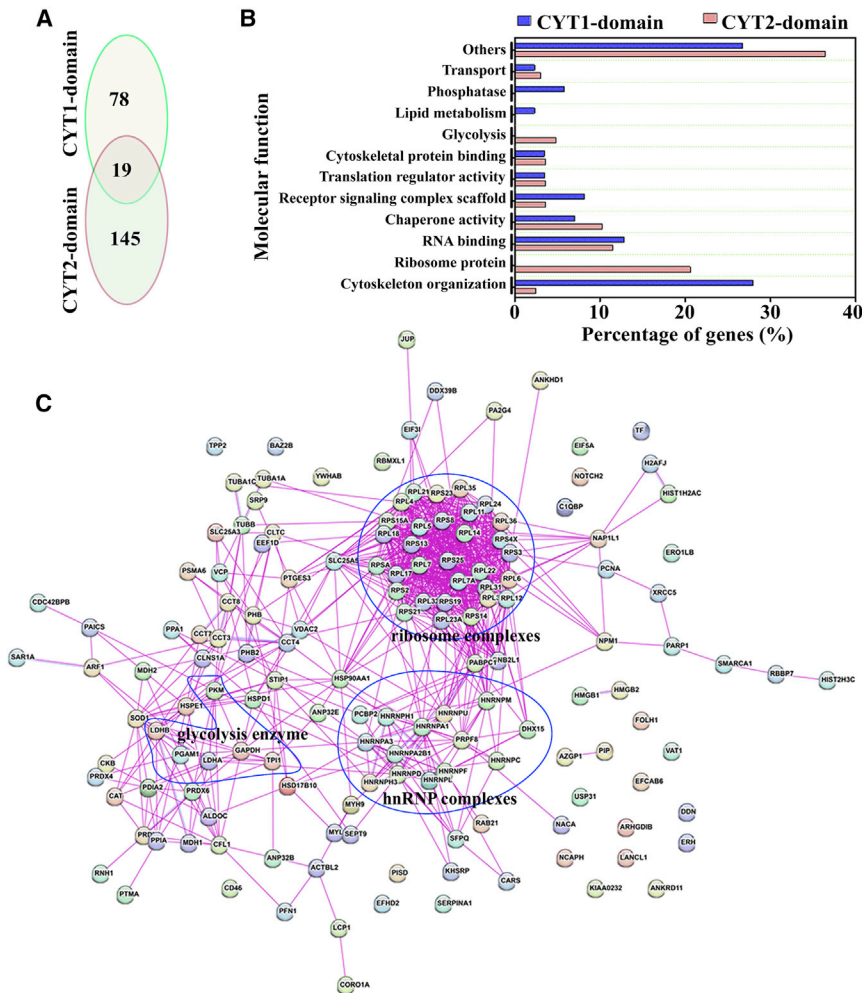 A
CYT1-domain
78
19
145
CYT2-domain
B
CYT1-domain
CYT2-domain
Molecular function
Others
Transport
Phosphatase
Lipid metabolism
Glycolysis
Cytoskeletal protein binding
Translation regulator activity
Receptor signaling complex scaffold
Chaperone activity
RNA binding
Ribosome protein
Cytoskeleton organization
0 10 20 30 40
Percentage of genes (%)
C
JUP
DDX39B
ANKHD1
PA2G4
EIF3I
TF
TPP2
BAZ2B
EIF5A
RBMXL1
H2AFJ
YWHAB
NOTCH2
TUBA1C
TUBA1A
HIST1H2AC
RPL21
RPS23
RPL35
SRP9
RPL4
RPL24
C1QBP
RPL11
TUBB
RPS15A
RPL5
RPS8
RPL36
SLC25A3
CLTC
RPL18
RPL14
RPS4X
EEF1D
RPS13
NAP1L1
RPS3
ERO1LB
SLC25A5
RPSA
RPL7
RPS25
PSMA6
VCP
PTGES3
RPL17
RPL22
PCNA
RPL7A
RPL6
RPS2
RPL31
CDC42BPB
CCT8
RPL3
RPL12
XRCC5
PHB
RPS21
RPS19
RPS14
PAICS
PPA1
CCT7
CCT3
VDAC2
RPL23A
CCT4
ribosome complexes
NPM1
PARP1
SAR1A
ARF1
MDH2
CLNS1A
PHB2
PABPC
NB2L1
SMARCA1
RBBP7
HIST2H3C
STIP1
HSP90AA1
PKM
HSPD1
HMGB1
HMGB2
HSPE1
HNRNPM
SOD1
ANP32E
PCBP2
HNRNPH1
HNRNPU
FOLH1
LDHB
glycolysis enzyme
HNRNPA1
DHX15
HNRNPA3
PRPF8
PGAM1
GAPDH
HNRNPA2B1
AZGP1
PIP
VAT1
CKB
LDHA
TPI1
HNRNPC
PRDX4
HNRNPD
HNRNPF
HNRNPH3
HNRNPL
EFCAB6
PDIA2
PRDX6
HSD17B10
hnRNP complexes
CAT
USP31
MYH9
ALDOC
RAB21
DDN
PRD
PPIA
MDH1
CFL1
MYL
SEPT9
SFPQ
NACA
ARHGDIB
ERH
RNH1
ANP32B
ACTBL2
KHSRP
NCAPH
LANCL1
PTMA
CD46
PISD
CARS
KIAA0232
ANKRD11
PFN1
EFHD2
SERPINA1
LCP1
CORO1A